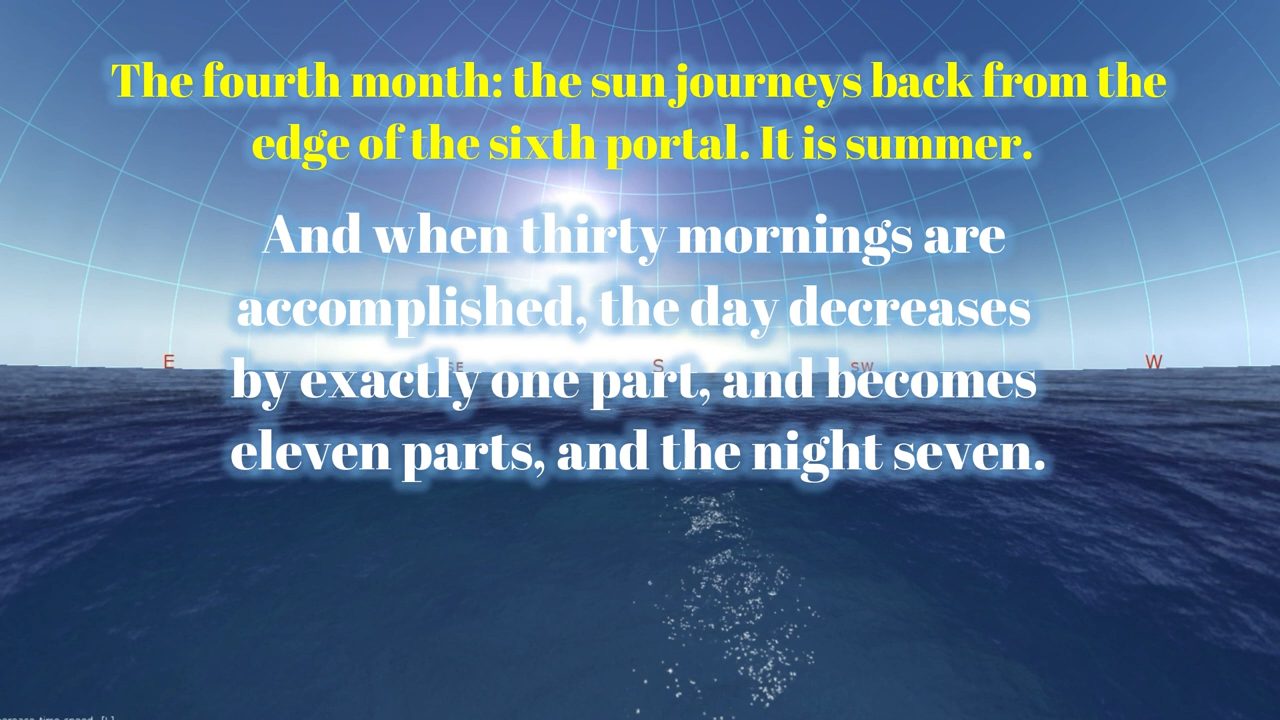 The fourth month: the sun journeys back from the
edge of the sixth portal. It is summer.
And when thirty mornings are
accomplished, the day decreases
E SE S SW W
by exactly one part, and becomes
eleven parts, and the night seven.